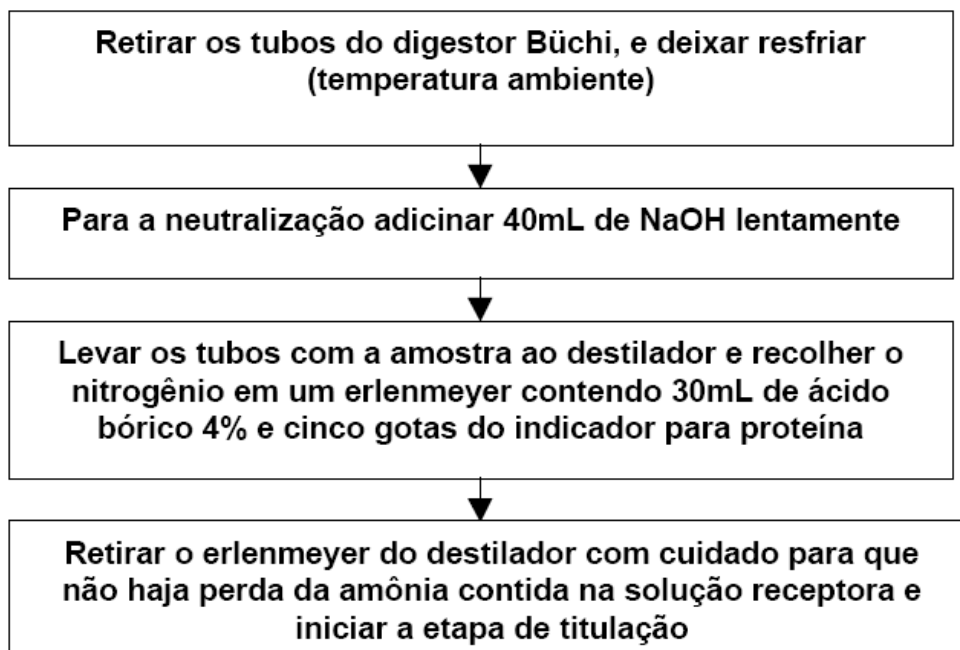 Retirar os tubos do digestor Büchi, e deixar resfriar
(temperatura ambiente)
Para a neutralização adicinar 40mL de NaOH lentamente
Levar os tubos com a amostra ao destilador e recolher o
nitrogênio em um erlenmeyer contendo 30mL de ácido
bórico 4% e cinco gotas do indicador para proteína
Retirar o erlenmeyer do destilador com cuidado para que
não haja perda da amônia contida na solução receptora e
iniciar a etapa de titulação